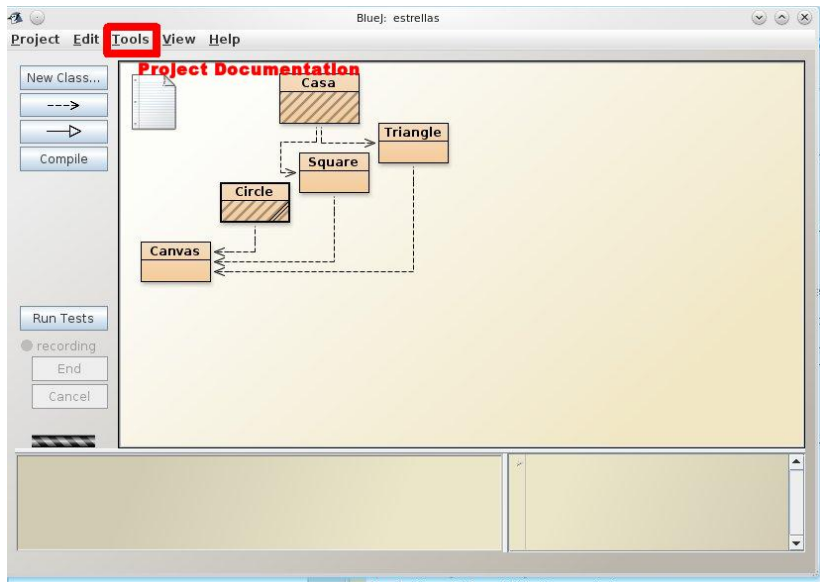 BlueJ: estrellas
Project Edit Tools View Help
Project Documentation
New Class...
Casa
Triangle
Compile
Square
Circle
Canvas
Run Tests
recording
End
Cancel